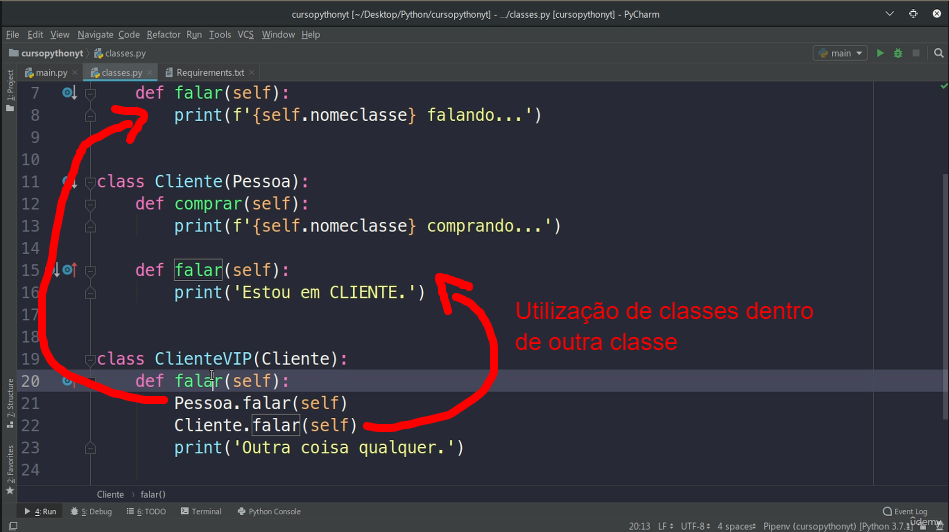 cursopythonyt [~/Desktop/Python/cursopythonyt] - .../classes.py [cursopythonyt] - PyCharm
File Edit View Navigate Code Refactor Run Tools VCS Window Help
cursopythonyt classes.py main
main.py classes.py Requirements.txt
1: Project
7 def falar(self):
8 print(f'{self.nomeclasse} falando...')
9
10
11 class Cliente(Pessoa):
12 def comprar(self):
13 print(f'{self.nomeclasse} comprando...')
14
15 def falar(self):
16 print('Estou em CLIENTE.')
17
18
Utilização de classes dentro
de outra classe
19 class ClienteVIP(Cliente):
20 def falar(self):
21 Pessoa.falar(self)
22 Cliente.falar(self)
23 print('Outra coisa qualquer.')
24
7: Structure
2: Favorites
Cliente falar()
4: Run 5: Debug 6: TODO Terminal Python Console Event Log
20:13 LF UTF-8 4 spaces Pipenv (cursopythonyt) [Python 3.7.1]
ûdemy